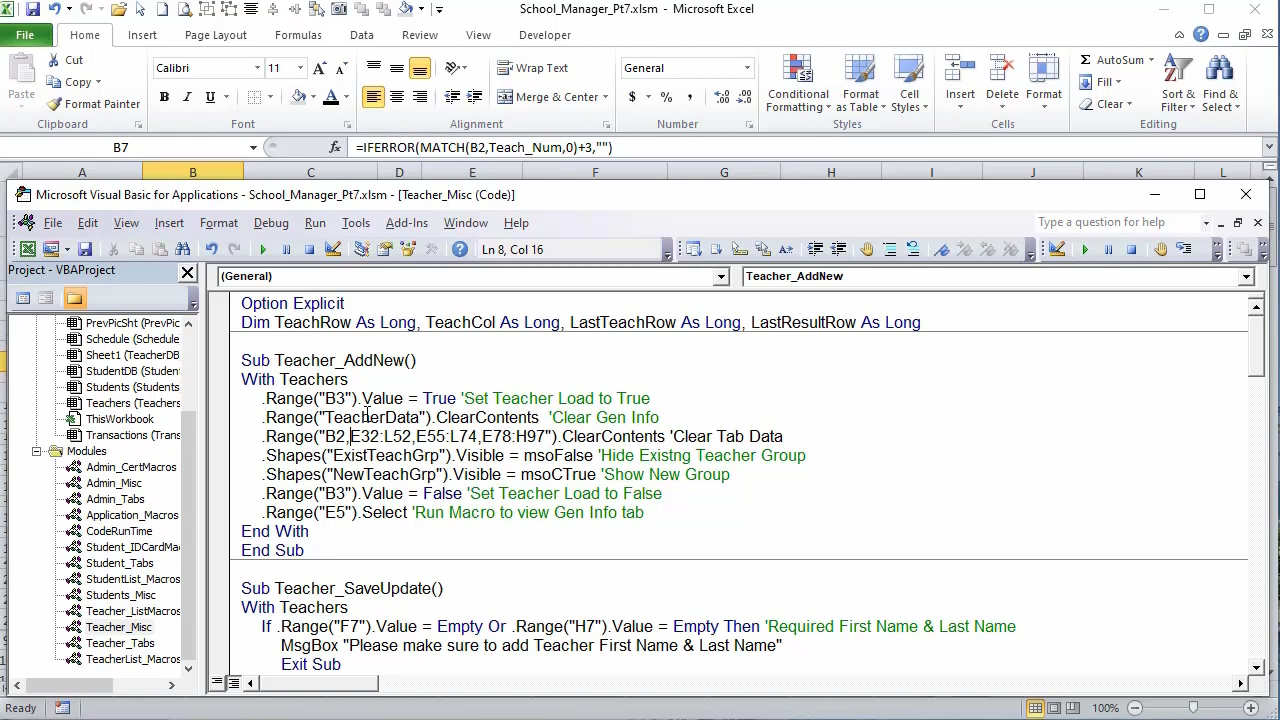 School_Manager_Pt7.xlsm - Microsoft Excel
File Home Insert Page Layout Formulas Data Review View Developer
Paste Cut Copy Format Painter Clipboard
Calibri 11 B I U Font
Wrap Text Merge & Center Alignment
General $ % , Number
Conditional Formatting Format as Table Cell Styles Styles
Insert Delete Format Cells
AutoSum Fill Clear Sort & Filter Find & Select Editing
B7 fx =IFERROR(MATCH(B2,Teach_Num,0)+3,"")
A B C D E F G H I J K L
Microsoft Visual Basic for Applications - School_Manager_Pt7.xlsm - [Teacher_Misc (Code)]
File Edit View Insert Format Debug Run Tools Add-Ins Window Help Type a question for help
Ln 8, Col 16
Project - VBAProject
PrevPicSht (PrevPic
Schedule (Schedule
Sheet1 (TeacherDB
StudentDB (Students
Students (Students
Teachers (Teachers
ThisWorkbook
Transactions (Trans
Modules
Admin_CertMacros
Admin_Misc
Admin_Tabs
Application_Macros
CodeRunTime
Student_IDCardMa
Student_Tabs
StudentList_Macros
Students_Misc
Teacher_ListMacros
Teacher_Misc
Teacher_Tabs
TeacherList_Macros
(General) Teacher_AddNew
Option Explicit
Dim TeachRow As Long, TeachCol As Long, LastTeachRow As Long, LastResultRow As Long
Sub Teacher_AddNew()
With Teachers
.Range("B3").Value = True 'Set Teacher Load to True
.Range("TeacherData").ClearContents 'Clear Gen Info
.Range("B2,E32:L52,E55:L74,E78:H97").ClearContents 'Clear Tab Data
.Shapes("ExistTeachGrp").Visible = msoFalse 'Hide Existng Teacher Group
.Shapes("NewTeachGrp").Visible = msoCTrue 'Show New Group
.Range("B3").Value = False 'Set Teacher Load to False
.Range("E5").Select 'Run Macro to view Gen Info tab
End With
End Sub
Sub Teacher_SaveUpdate()
With Teachers
If .Range("F7").Value = Empty Or .Range("H7").Value = Empty Then 'Required First Name & Last Name
MsgBox "Please make sure to add Teacher First Name & Last Name"
Exit Sub
Ready 100%